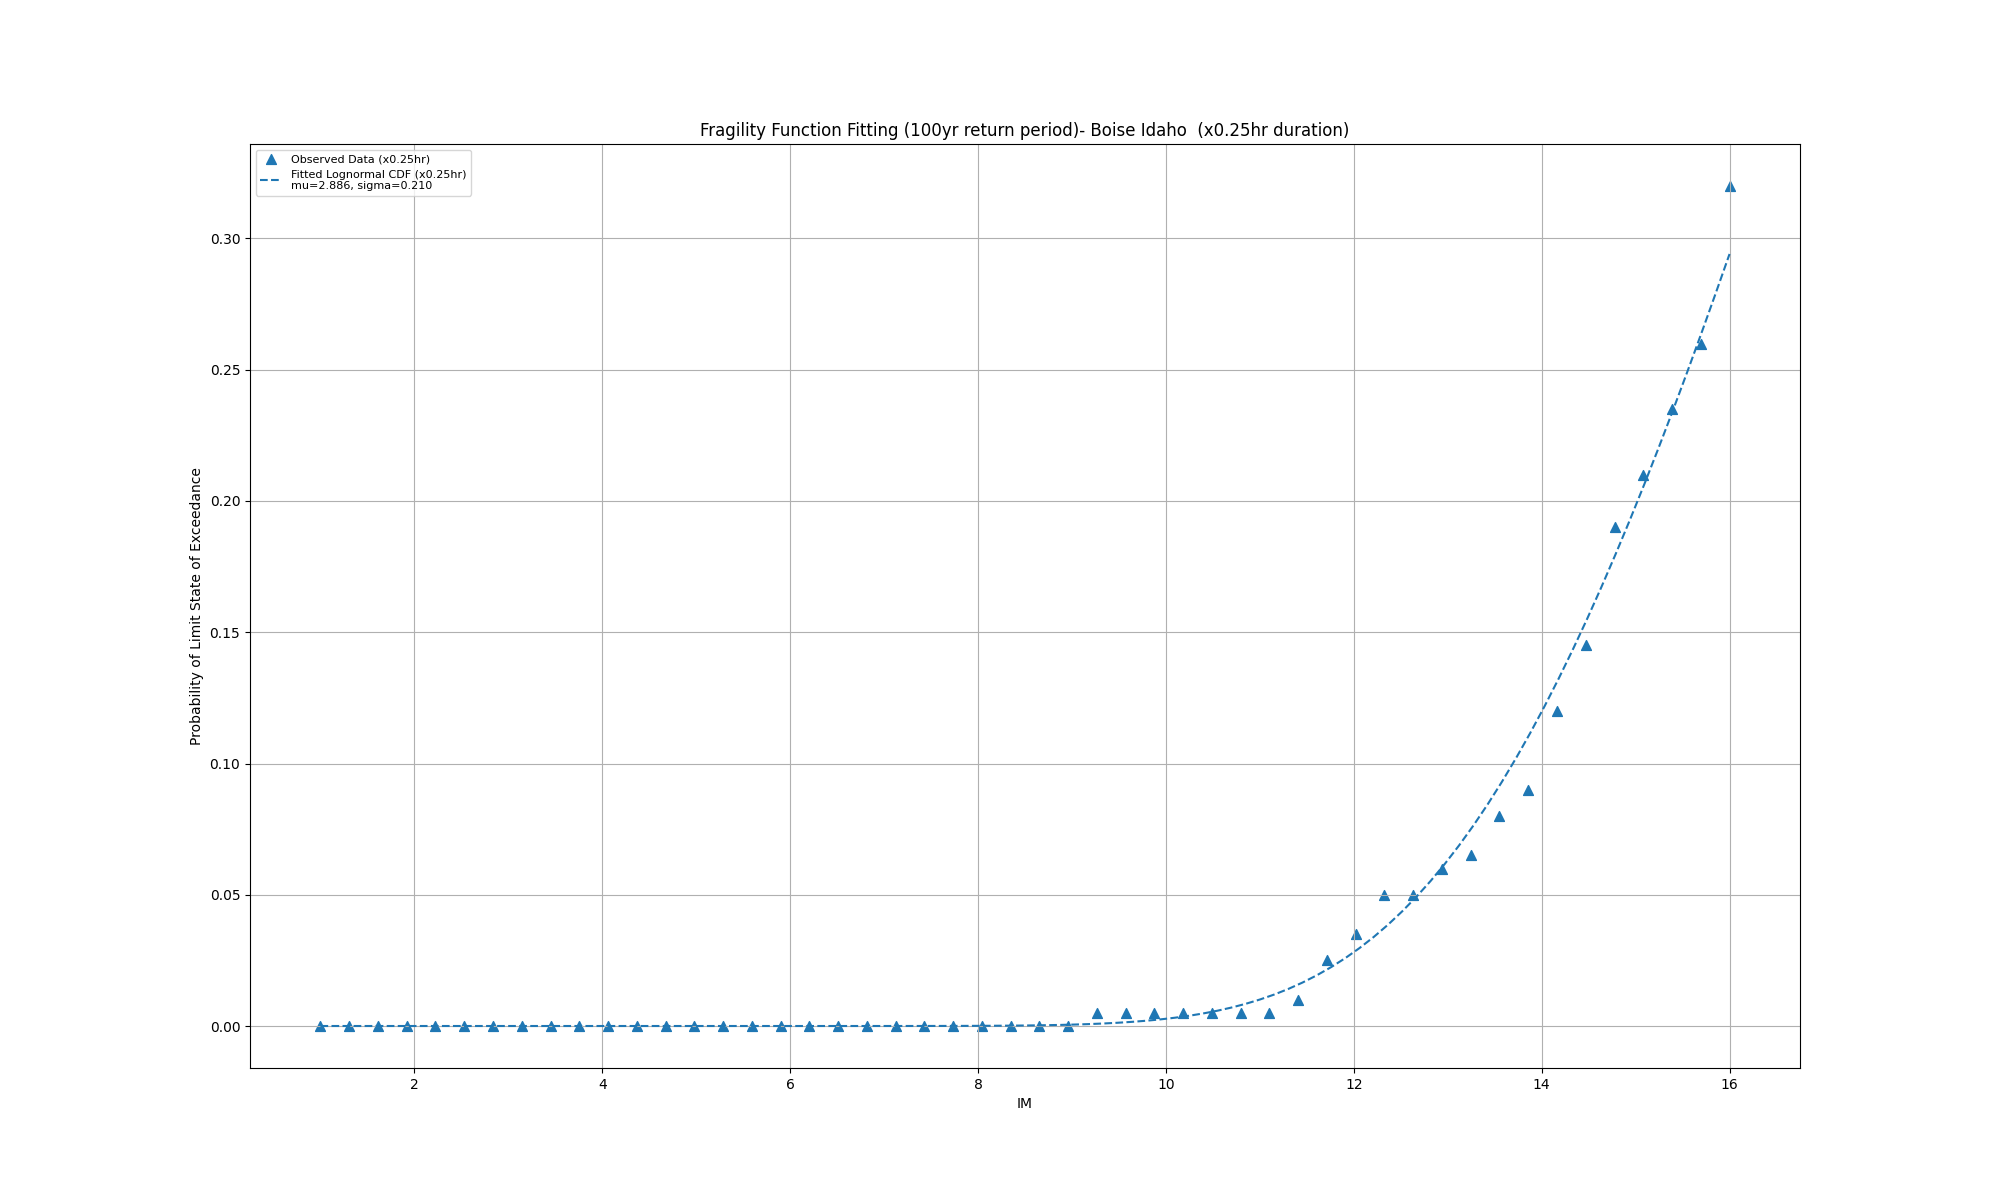 Fragility Function Fitting (100yr return period)- Boise Idaho  (x0.25hr duration)
Observed Data (x0.25hr)
Fitted Lognormal CDF (x0.25hr)
mu=2.886, sigma=0.210
Probability of Limit State of Exceedance
0.30
0.25
0.20
0.15
0.10
0.05
0.00
2 4 6 8 10 12 14 16
IM